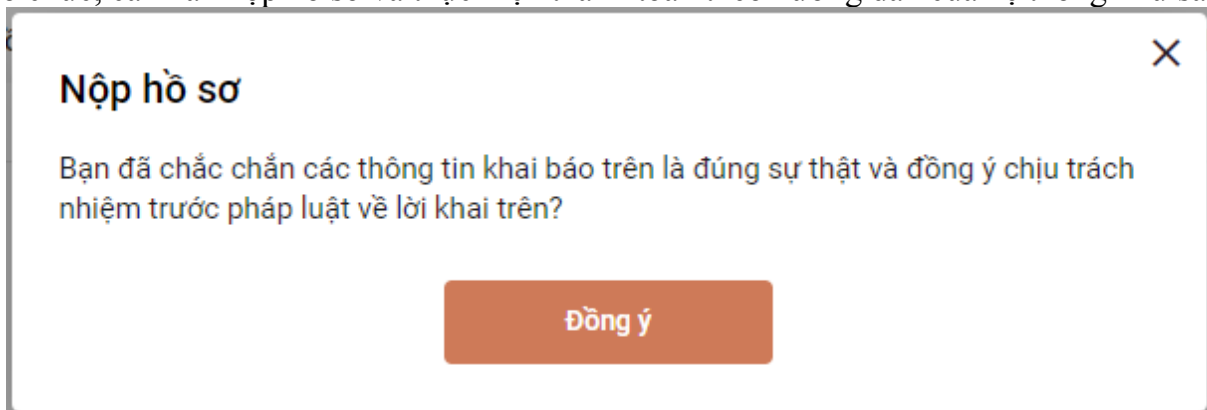 Nộp hồ sơ
Bạn đã chắc chắn các thông tin khai báo trên là đúng sự thật và đồng ý chịu trách
nhiệm trước pháp luật về lời khai trên?
Đồng ý